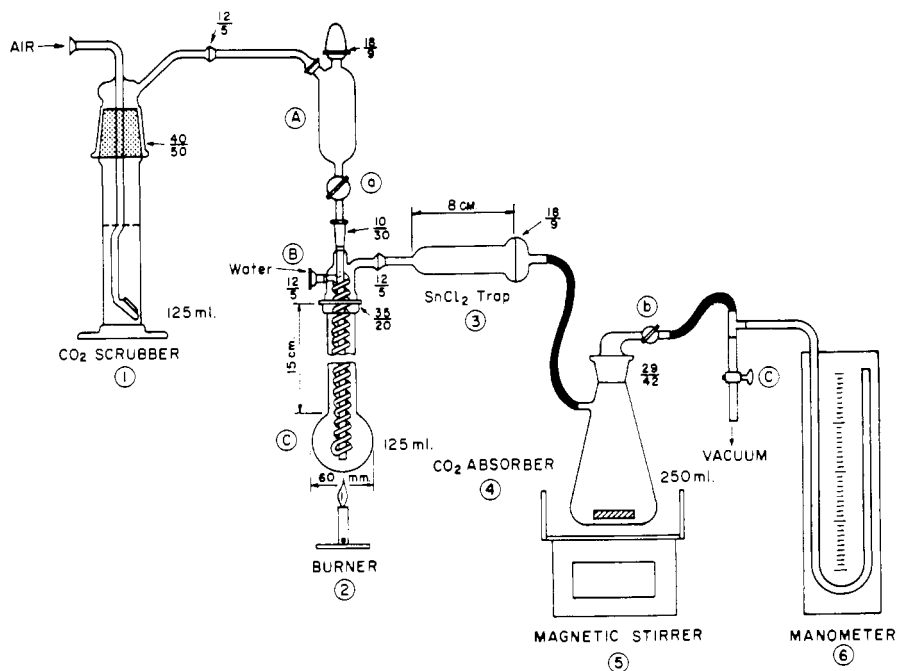 12/5
AIR
18/9
A
40/50
a
8 CM.
18/9
10/30
B
Water
12/5
12/5
SnCl₂ Trap
3
b
125 ml.
35/20
CO₂ SCRUBBER
1
15cm
29/42
C
C
125 ml.
VACUUM
60 mm.
CO₂ ABSORBER
4
250 ml.
BURNER
2
MAGNETIC STIRRER
5
MANOMETER
6